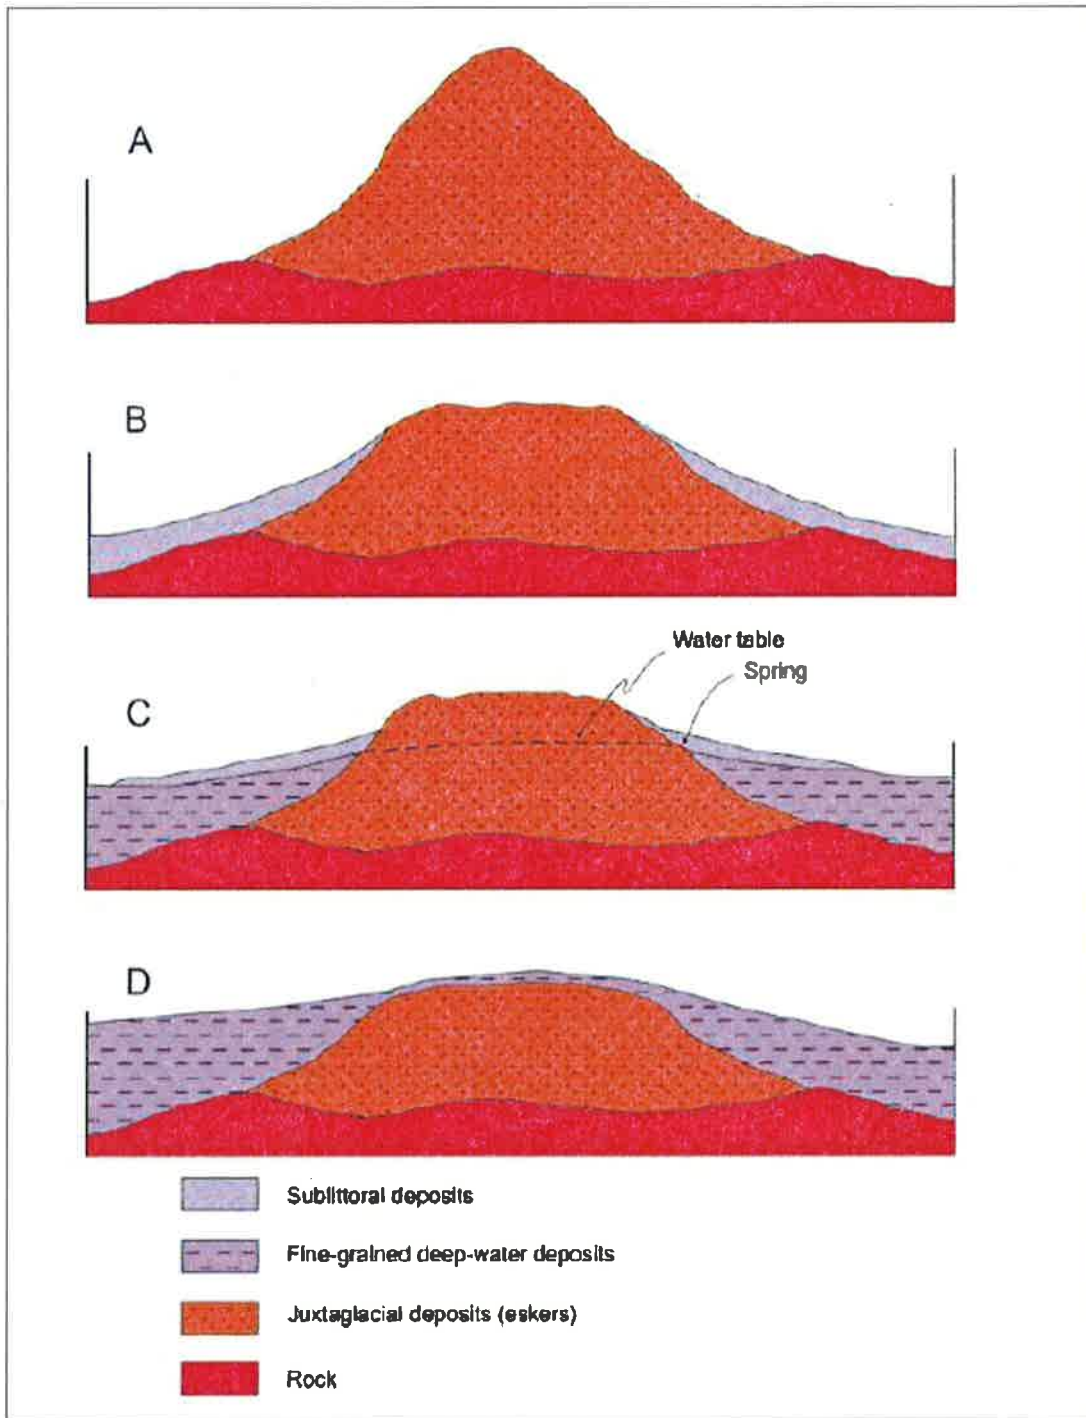 A
B
Water table
Spring
C
D
Sublittoral deposits
Fine-grained deep-water deposits
Juxtaglacial deposits (eskers)
Rock